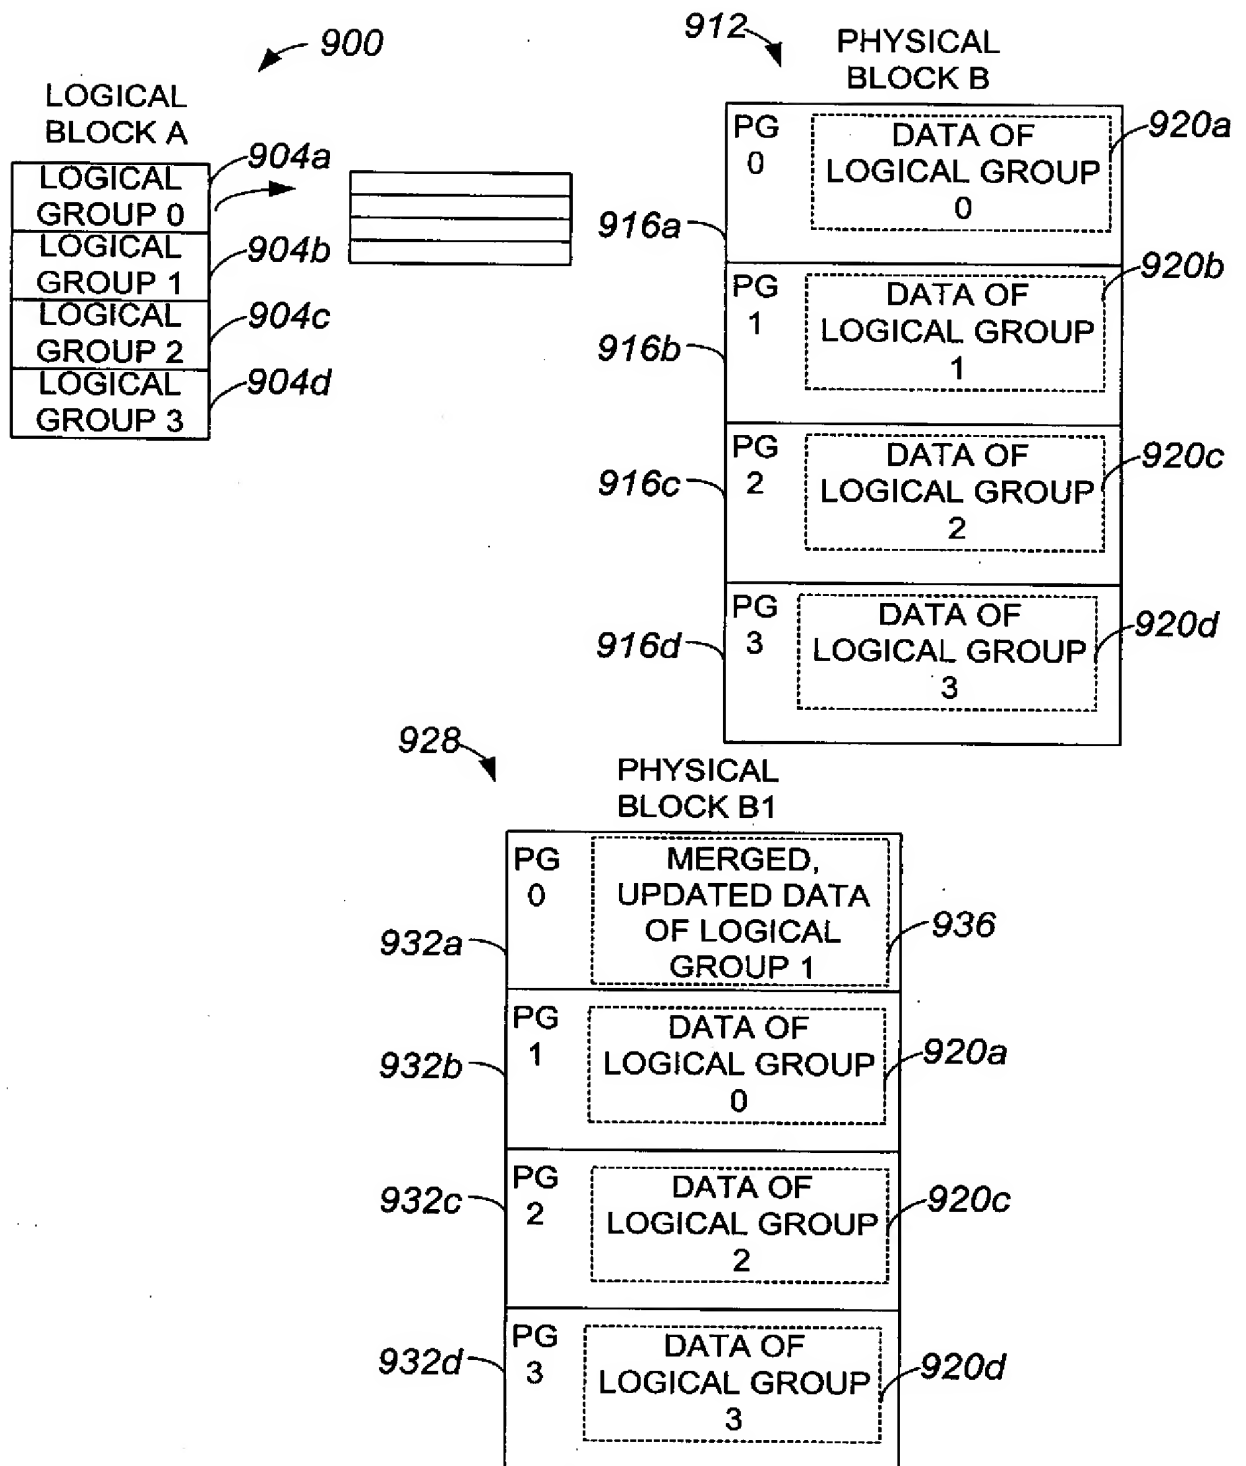 900
LOGICAL
BLOCK A
LOGICAL
GROUP 0
904a
LOGICAL
GROUP 1
904b
LOGICAL
GROUP 2
904c
LOGICAL
GROUP 3
904d
912
PHYSICAL
BLOCK B
PG
0
DATA OF
LOGICAL GROUP
0
920a
916a
PG
1
DATA OF
LOGICAL GROUP
1
920b
916b
PG
2
DATA OF
LOGICAL GROUP
2
920c
916c
PG
3
DATA OF
LOGICAL GROUP
3
920d
916d
928
PHYSICAL
BLOCK B1
PG
0
MERGED,
UPDATED DATA
OF LOGICAL
GROUP 1
936
932a
PG
1
DATA OF
LOGICAL GROUP
0
920a
932b
PG
2
DATA OF
LOGICAL GROUP
2
920c
932c
PG
3
DATA OF
LOGICAL GROUP
3
920d
932d